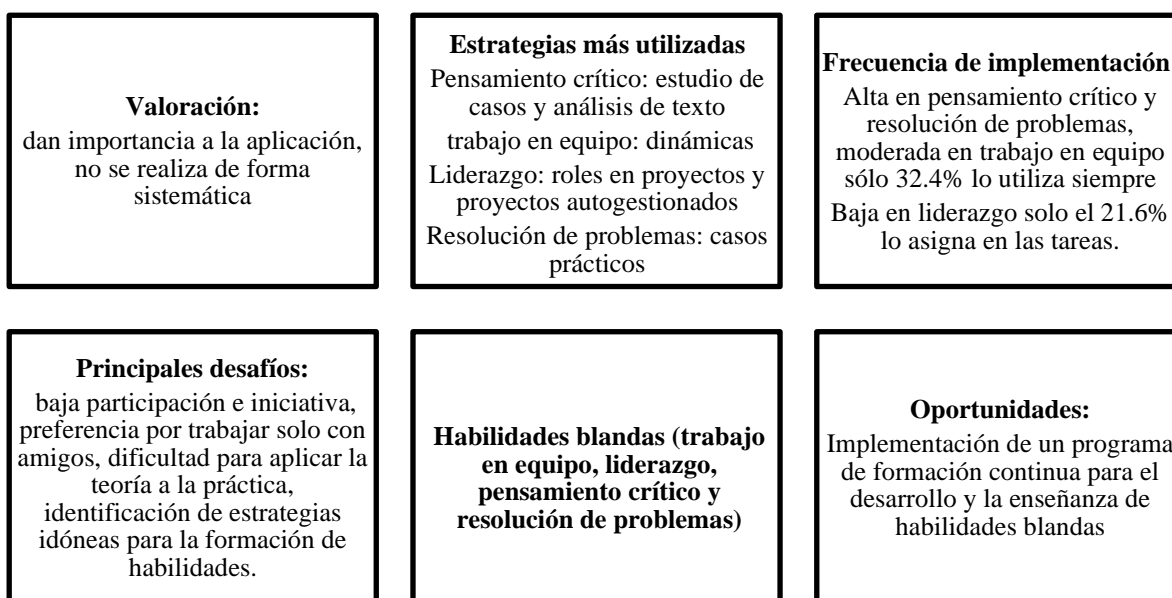 Valoración:
dan importancia a la aplicación,
no se realiza de forma
sistemática
Estrategias más utilizadas
Pensamiento crítico: estudio de
casos y análisis de texto
trabajo en equipo: dinámicas
Liderazgo: roles en proyectos y
proyectos autogestionados
Resolución de problemas: casos
prácticos
Frecuencia de implementación
Alta en pensamiento crítico y
resolución de problemas,
moderada en trabajo en equipo
sólo 32.4% lo utiliza siempre
Baja en liderazgo solo el 21.6%
lo asigna en las tareas.
Principales desafíos:
baja participación e iniciativa,
preferencia por trabajar solo con
amigos, dificultad para aplicar la
teoría a la práctica,
identificación de estrategias
idóneas para la formación de
habilidades.
Habilidades blandas (trabajo
en equipo, liderazgo,
pensamiento crítico y
resolución de problemas)
Oportunidades:
Implementación de un programa
de formación continua para el
desarrollo y la enseñanza de
habilidades blandas